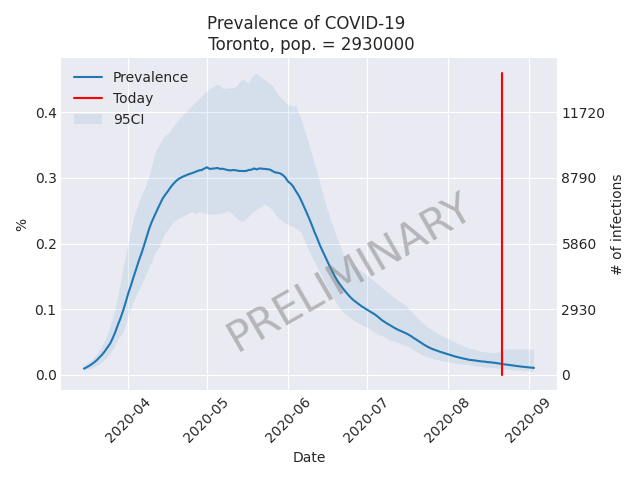 Prevalence of COVID-19
Toronto, pop. = 2930000
Prevalence
Today
95CI
0.4
0.3
0.2
0.1
0.0
%
11720
8790
5860
2930
0
# of infections
PRELIMINARY
2020-04
2020-05
2020-06
2020-07
2020-08
2020-09
Date